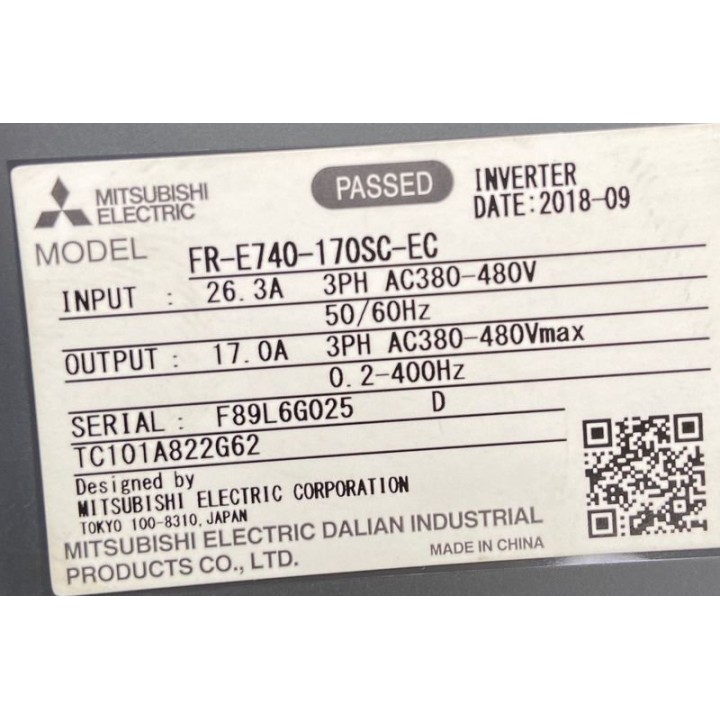 MITSUBISHI
ELECTRIC
PASSED
INVERTER
DATE:2018-09
MODEL FR-E740-170SC-EC
INPUT : 26.3A 3PH AC380-480V
50/60Hz
OUTPUT : 17.0A 3PH AC380-480Vmax
0.2-400Hz
SERIAL : F89L6G025 D
TC101A822G62
Designed by
MITSUBISHI ELECTRIC CORPORATION
TOKYO 100-8310, JAPAN
MITSUBISHI ELECTRIC DALIAN INDUSTRIAL
PRODUCTS CO., LTD.
MADE IN CHINA